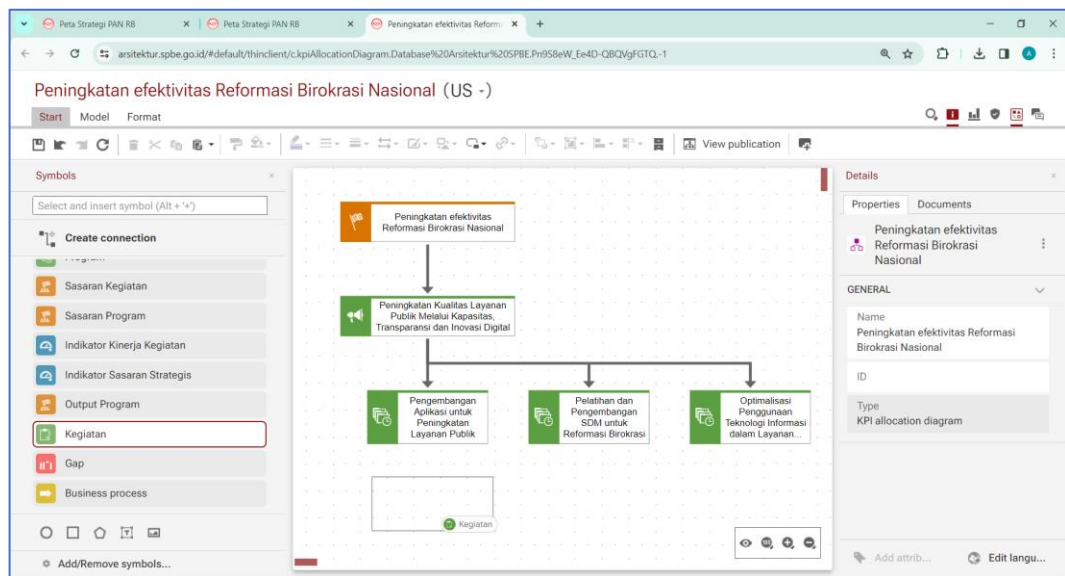 Peta Strategi PAN RB
Peta Strategi PAN RB
Peningkatan efektivitas Reform
arsitektur.spbe.go.id/#default/thinclient/c.kpiAllocationDiagram.Database%20Arsitektur%20SPBE.Pn9S8eW_Ee4D-QBQVgFGTQ.-1
Peningkatan efektivitas Reformasi Birokrasi Nasional (US -)
Start Model Format
View publication
Symbols
Select and insert symbol (Alt + '+')
Create connection
Program
Sasaran Kegiatan
Sasaran Program
Indikator Kinerja Kegiatan
Indikator Sasaran Strategis
Output Program
Kegiatan
Gap
Business process
Add/Remove symbols...
Peningkatan efektivitas
Reformasi Birokrasi Nasional
Peningkatan Kualitas Layanan
Publik Melalui Kapasitas,
Transparansi dan Inovasi Digital
Pengembangan
Aplikasi untuk
Peningkatan
Layanan Publik
Pelatihan dan
Pengembangan
SDM untuk
Reformasi Birokrasi
Optimalisasi
Penggunaan
Teknologi Informasi
dalam Layanan...
Kegiatan
Details
Properties Documents
Peningkatan efektivitas
Reformasi Birokrasi
Nasional
GENERAL
Name
Peningkatan efektivitas Reformasi
Birokrasi Nasional
ID
Type
KPI allocation diagram
Add attrib...
Edit langu...